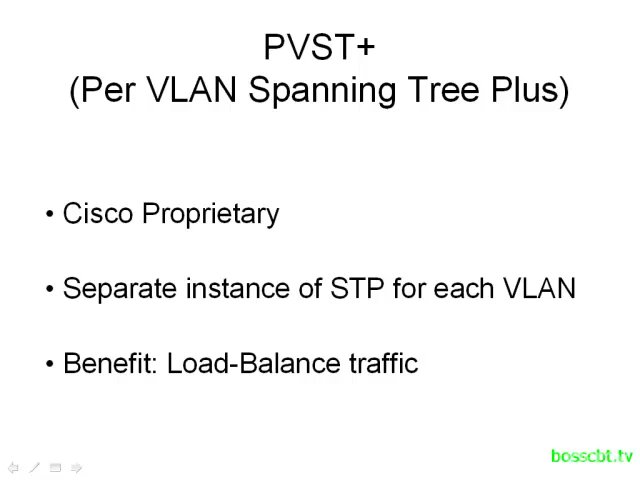 PVST+
(Per VLAN Spanning Tree Plus)
• Cisco Proprietary
• Separate instance of STP for each VLAN
• Benefit: Load-Balance traffic
bosscbt.tv